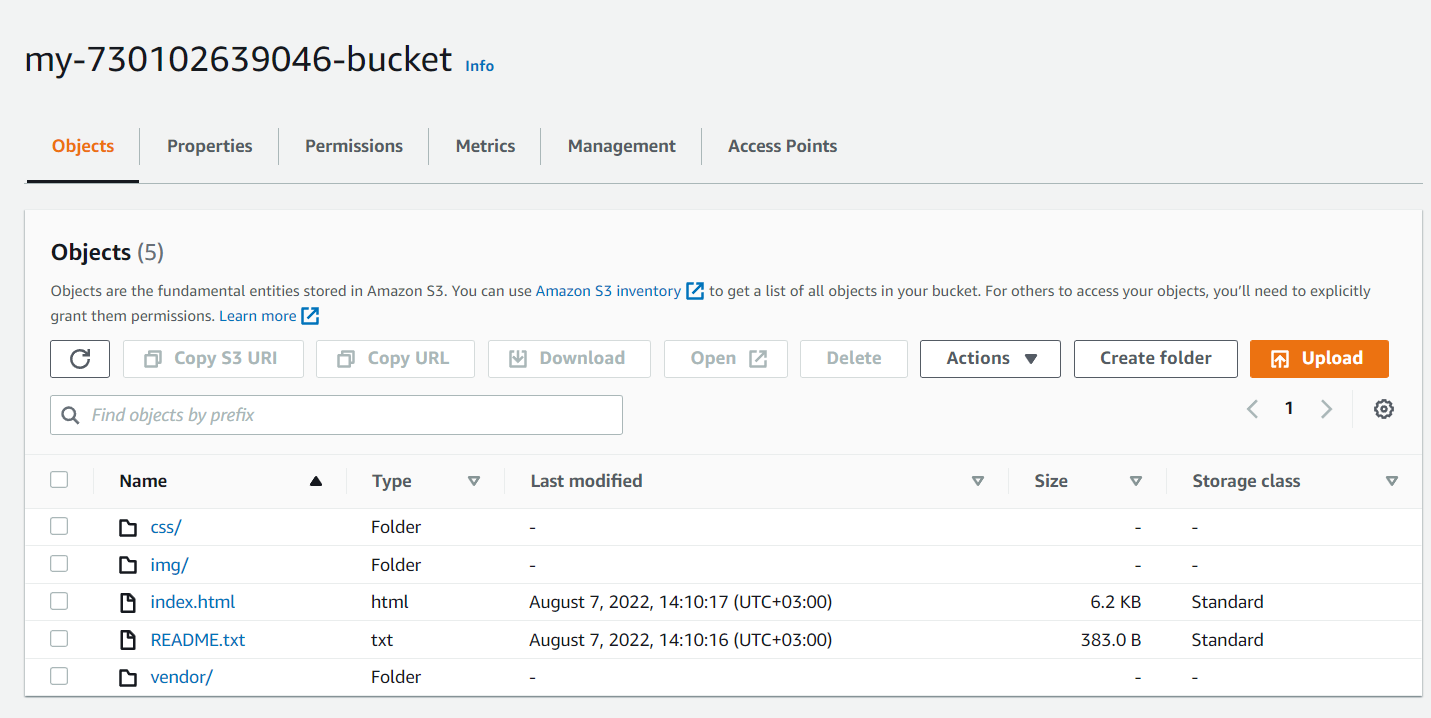 my-730102639046-bucket Info
Objects Properties Permissions Metrics Management Access Points
Objects (5)
Objects are the fundamental entities stored in Amazon S3. You can use Amazon S3 inventory to get a list of all objects in your bucket. For others to access your objects, you'll need to explicitly
grant them permissions. Learn more
Copy S3 URI Copy URL Download Open Delete Actions Create folder Upload
Find objects by prefix 1
Name Type Last modified Size Storage class
css/ Folder - - -
img/ Folder - - -
index.html html August 7, 2022, 14:10:17 (UTC+03:00) 6.2 KB Standard
README.txt txt August 7, 2022, 14:10:16 (UTC+03:00) 383.0 B Standard
vendor/ Folder - - -